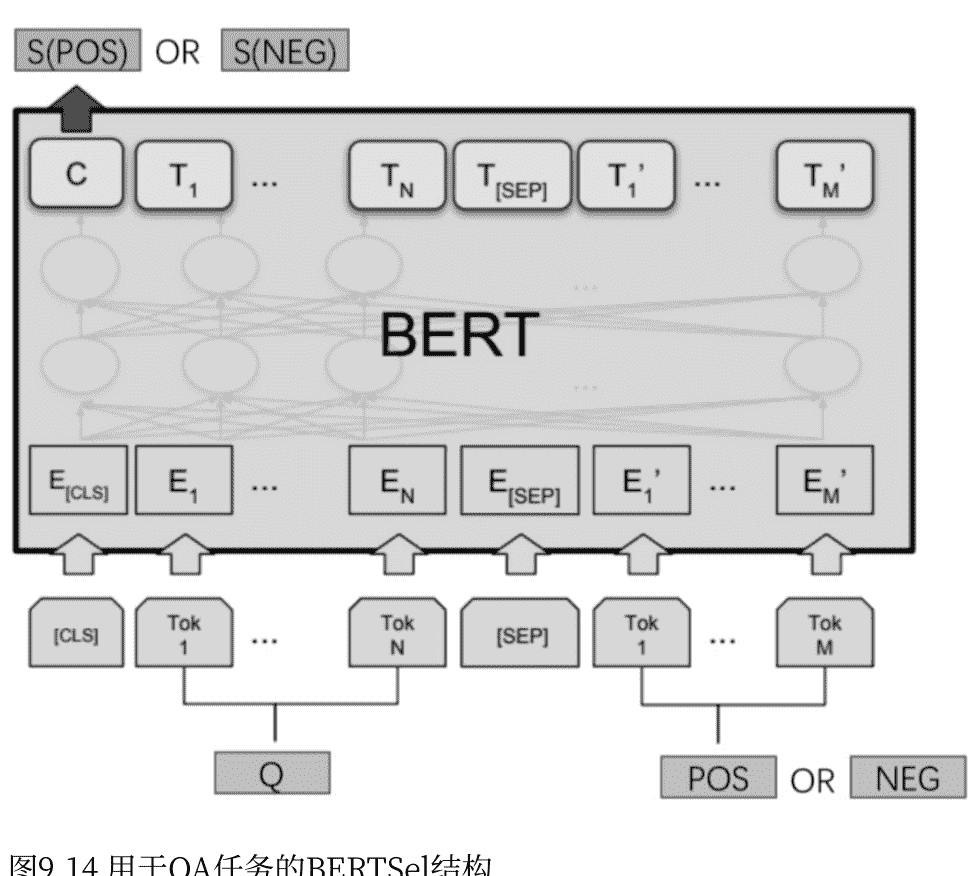 S(POS) OR S(NEG)
C T1 ... TN T[SEP] T1' ... TM'
...
BERT
...
E[CLS] E1 ... EN E[SEP] E1' ... EM'
[CLS] Tok 1 ... Tok N [SEP] Tok 1 ... Tok M
Q POS OR NEG
图9.14 用于QA任务的BERTSel结构